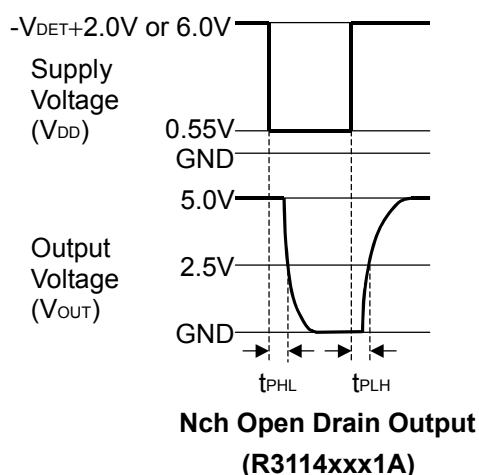 -VDET+2.0V or 6.0V
Supply
Voltage
(VDD)
0.55V
GND
5.0V
Output
Voltage
(VOUT)
2.5V
GND
tPHL
tPLH
Nch Open Drain Output
(R3114xxx1A)